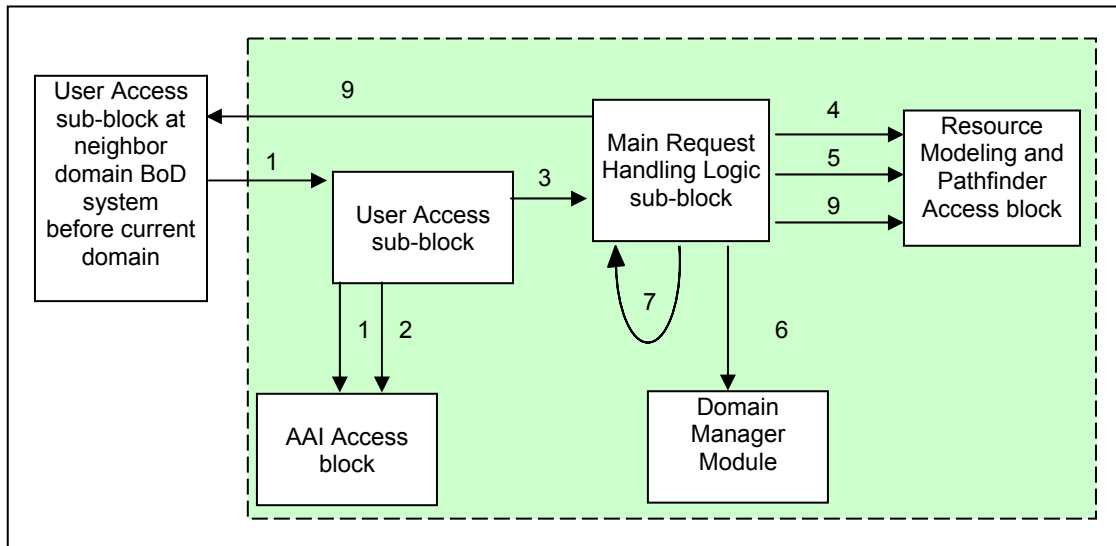 User Access
sub-block at
neighbor
domain BoD
system
before current
domain
9
1
User Access
sub-block
3
Main Request
Handling Logic
sub-block
4
5
9
Resource
Modeling and
Pathfinder
Access block
7
6
1
2
AAI Access
block
Domain
Manager
Module